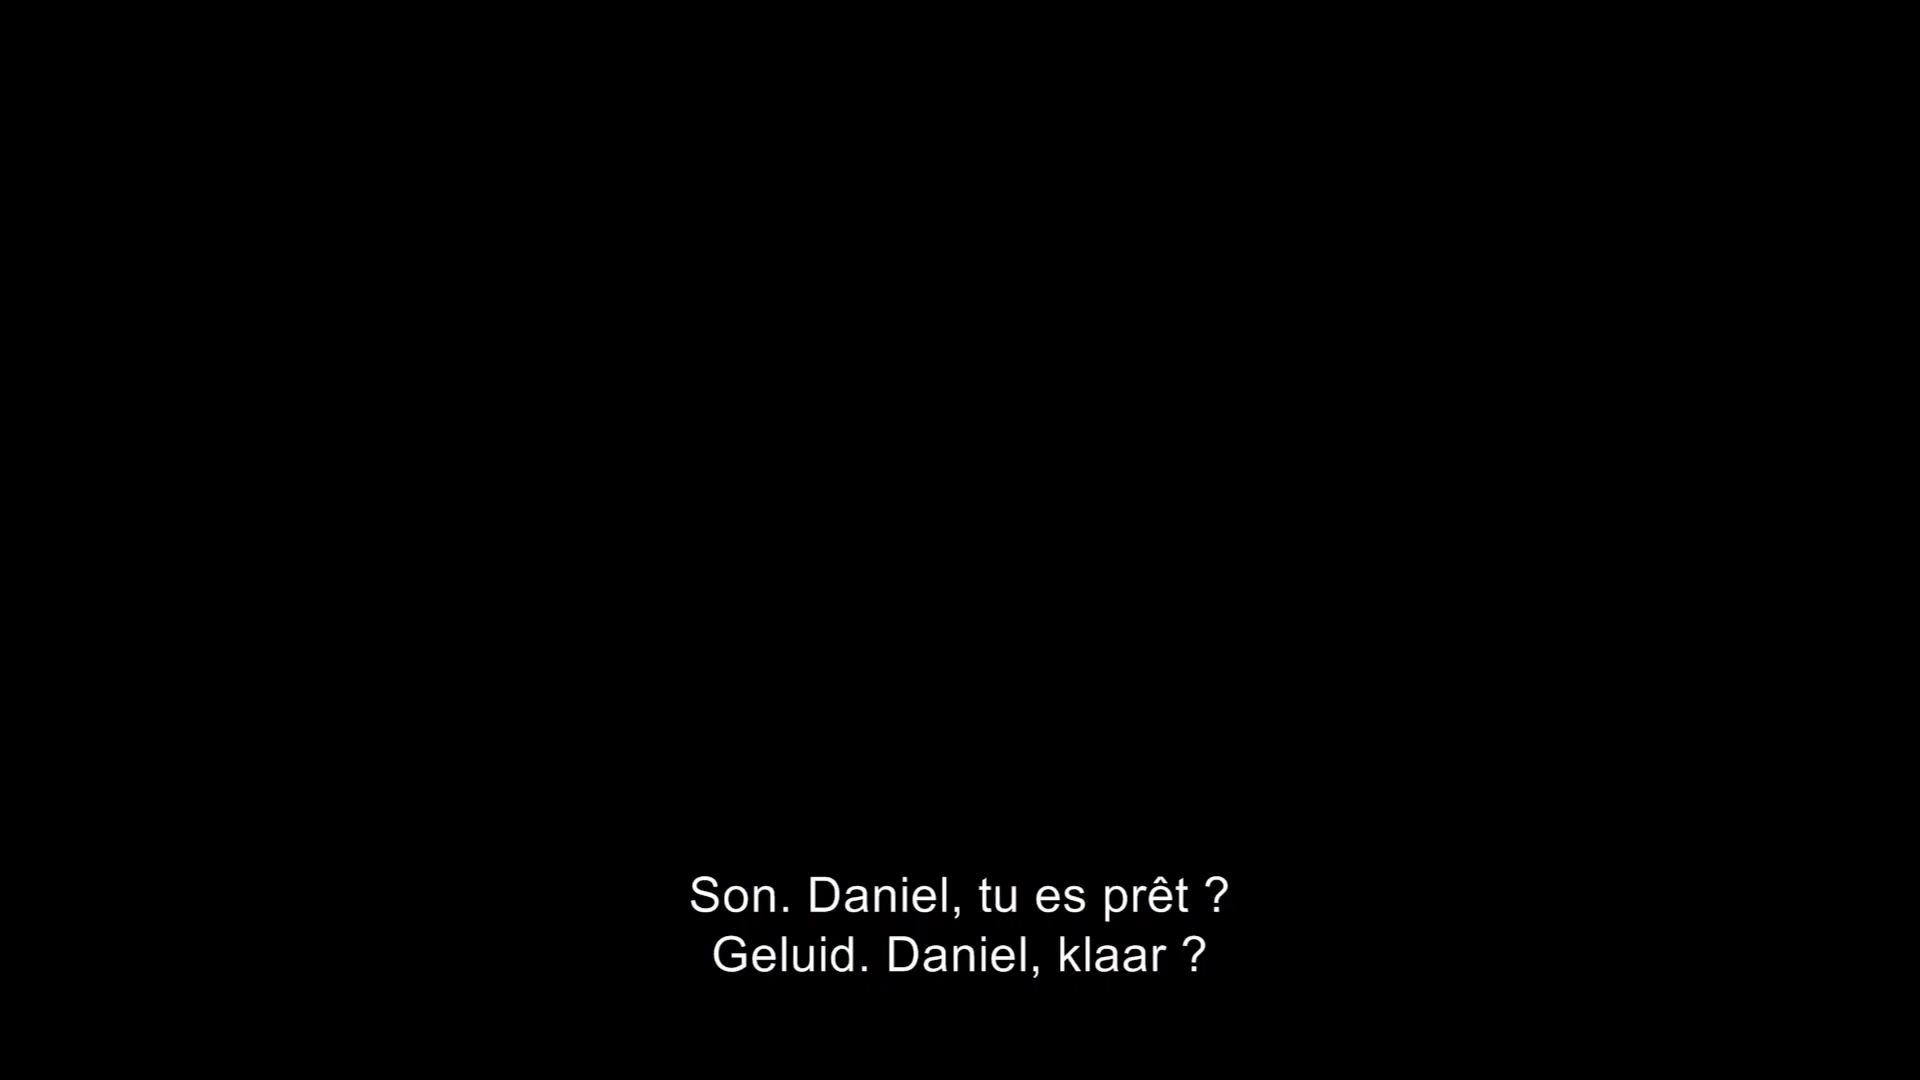 Son. Daniel, tu es prêt ?
Geluid. Daniel, klaar ?